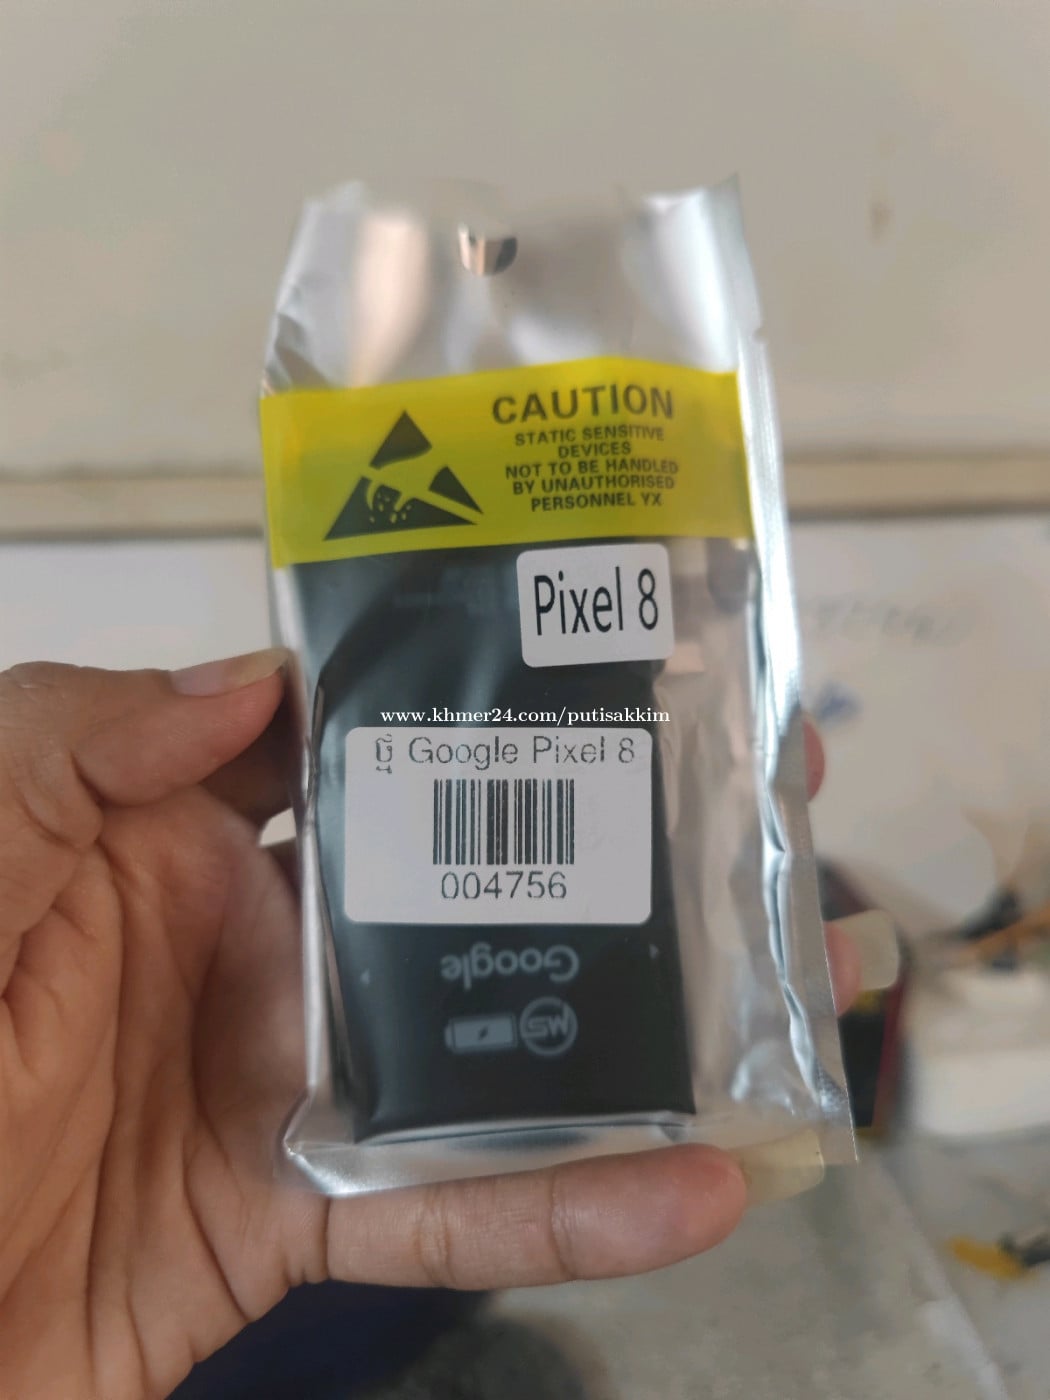 CAUTION
STATIC SENSITIVE
DEVICES
NOT TO BE HANDLED
BY UNAUTHORISED
PERSONNEL YX
Pixel 8
www.khmer24.com/putisakkim
ថ្ម Google Pixel 8
004756
Google
MS